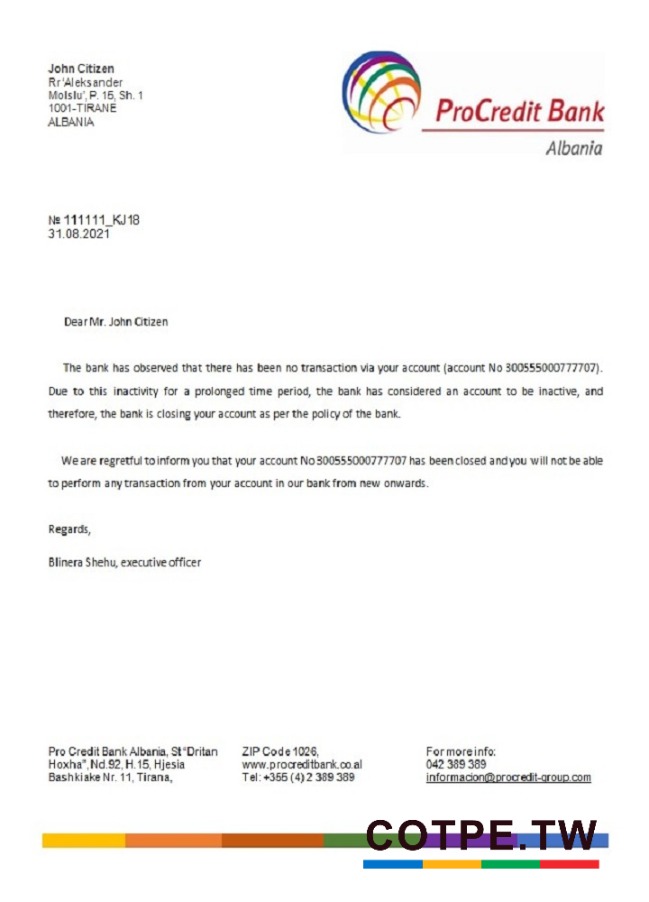 John Citizen
Rr'Aleksander
Moisiu', P. 15, Sh. 1
1001-TIRANË
ALBANIA
ProCredit Bank
Albania
№ 111111_KJ18
31.08.2021
Dear Mr. John Citizen
The bank has observed that there has been no transaction via your account (account No 300555000777707).
Due to this inactivity for a prolonged time period, the bank has considered an account to be inactive, and
therefore, the bank is closing your account as per the policy of the bank.
We are regretful to inform you that your account No 300555000777707 has been closed and you will not be able
to perform any transaction from your account in our bank from new onwards.
Regards,
Blinera Shehu, executive officer
Pro Credit Bank Albania, St "Dritan
Hoxha", Nd.92, H.15, Hjesia
Bashkiake Nr. 11, Tirana,
ZIP Code 1026,
www.procreditbank.co.al
Tel: +355 (4) 2 389 389
For more info:
042 389 389
informacion@procredit-group.com
COTPE.TW